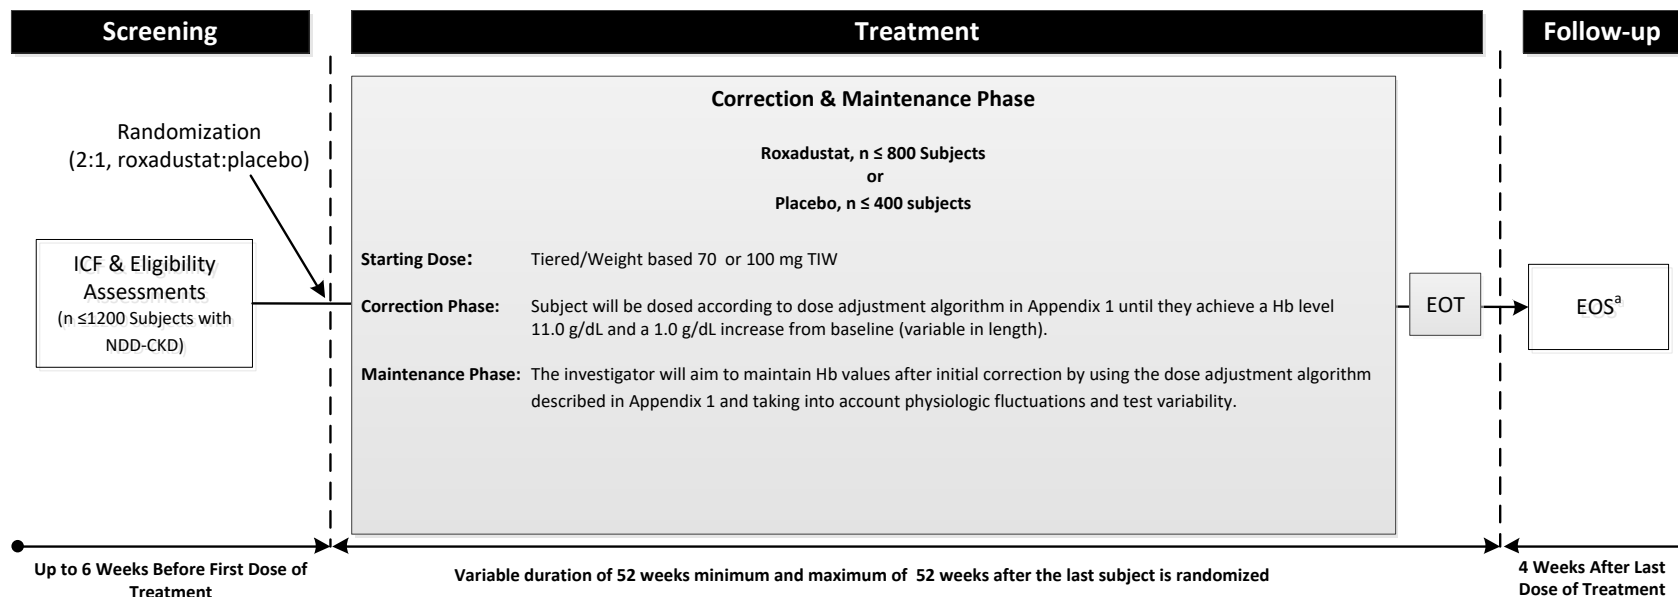 Screening
Treatment
Follow-up
Randomization
(2:1, roxadustat:placebo)
ICF & Eligibility
Assessments
(n ≤1200 Subjects with
NDD-CKD)
Correction & Maintenance Phase
Roxadustat, n ≤ 800 Subjects
or
Placebo, n ≤ 400 subjects
Starting Dose: Tiered/Weight based 70 or 100 mg TIW
Correction Phase: Subject will be dosed according to dose adjustment algorithm in Appendix 1 until they achieve a Hb level
11.0 g/dL and a 1.0 g/dL increase from baseline (variable in length).
Maintenance Phase: The investigator will aim to maintain Hb values after initial correction by using the dose adjustment algorithm
described in Appendix 1 and taking into account physiologic fluctuations and test variability.
EOT
EOSᵃ
Up to 6 Weeks Before First Dose of
Treatment
Variable duration of 52 weeks minimum and maximum of 52 weeks after the last subject is randomized
4 Weeks After Last
Dose of Treatment